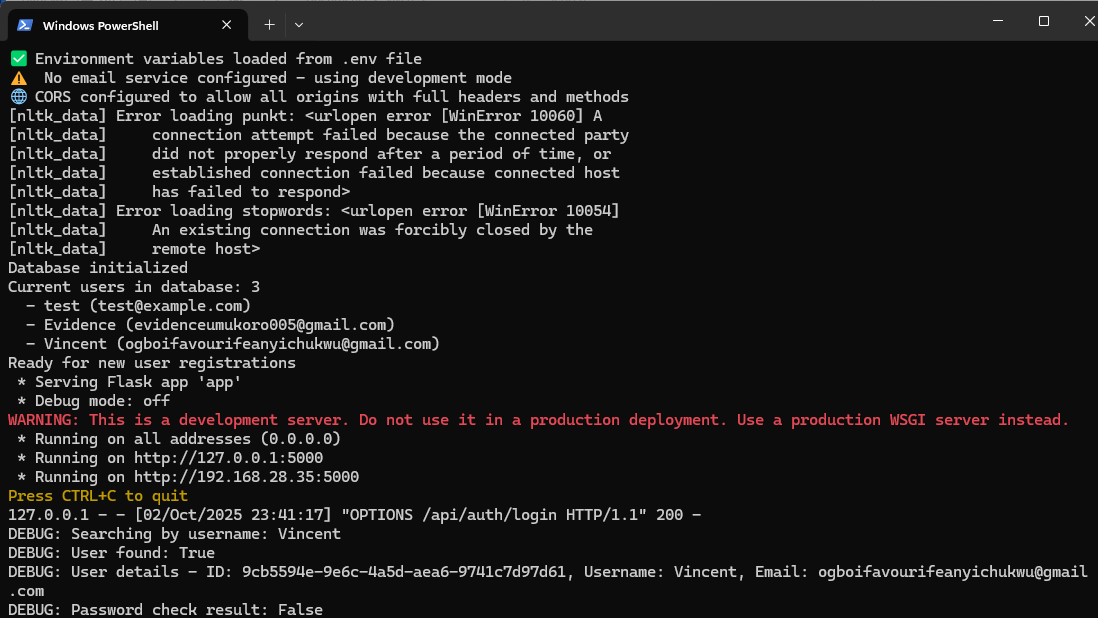 Windows PowerShell
Environment variables loaded from .env file
No email service configured - using development mode
CORS configured to allow all origins with full headers and methods
[nltk_data] Error loading punkt: <urlopen error [WinError 10060] A
[nltk_data]     connection attempt failed because the connected party
[nltk_data]     did not properly respond after a period of time, or
[nltk_data]     established connection failed because connected host
[nltk_data]     has failed to respond>
[nltk_data] Error loading stopwords: <urlopen error [WinError 10054]
[nltk_data]     An existing connection was forcibly closed by the
[nltk_data]     remote host>
Database initialized
Current users in database: 3
  - test (test@example.com)
  - Evidence (evidenceumukoro005@gmail.com)
  - Vincent (ogboifavourifeanyichukwu@gmail.com)
Ready for new user registrations
 * Serving Flask app 'app'
 * Debug mode: off
WARNING: This is a development server. Do not use it in a production deployment. Use a production WSGI server instead.
 * Running on all addresses (0.0.0.0)
 * Running on http://127.0.0.1:5000
 * Running on http://192.168.28.35:5000
Press CTRL+C to quit
127.0.0.1 - - [02/Oct/2025 23:41:17] "OPTIONS /api/auth/login HTTP/1.1" 200 -
DEBUG: Searching by username: Vincent
DEBUG: User found: True
DEBUG: User details - ID: 9cb5594e-9e6c-4a5d-aea6-9741c7d97d61, Username: Vincent, Email: ogboifavourifeanyichukwu@gmail
.com
DEBUG: Password check result: False